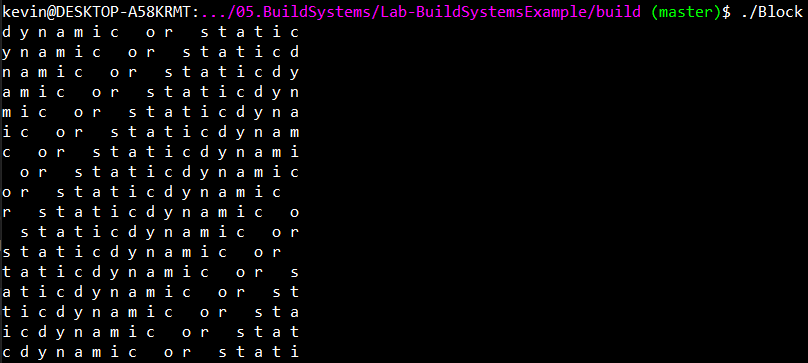 kevin@DESKTOP-A58KRMT:.../05.BuildSystems/Lab-BuildSystemsExample/build (master)$ ./Block
d y n a m i c   o r   s t a t i c
y n a m i c   o r   s t a t i c d
n a m i c   o r   s t a t i c d y
a m i c   o r   s t a t i c d y n
m i c   o r   s t a t i c d y n a
i c   o r   s t a t i c d y n a m
c   o r   s t a t i c d y n a m i
  o r   s t a t i c d y n a m i c
o r   s t a t i c d y n a m i c
r   s t a t i c d y n a m i c   o
  s t a t i c d y n a m i c   o r
s t a t i c d y n a m i c   o r
t a t i c d y n a m i c   o r   s
a t i c d y n a m i c   o r   s t
t i c d y n a m i c   o r   s t a
i c d y n a m i c   o r   s t a t
c d y n a m i c   o r   s t a t i